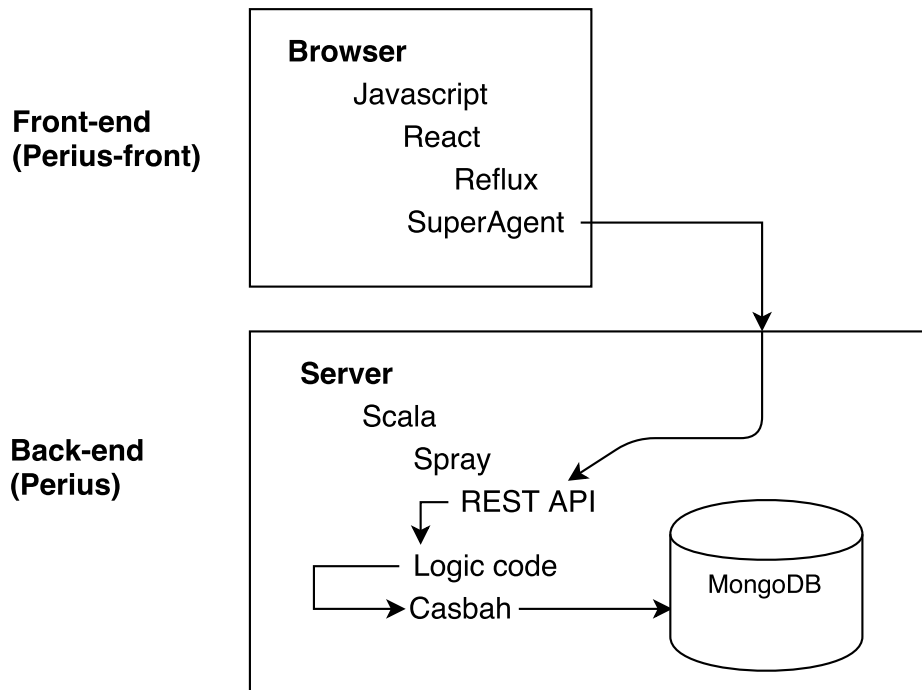 Browser
Javascript
React
Reflux
SuperAgent
Front-end
(Perius-front)
Server
Scala
Spray
REST API
Logic code
Casbah
MongoDB
Back-end
(Perius)